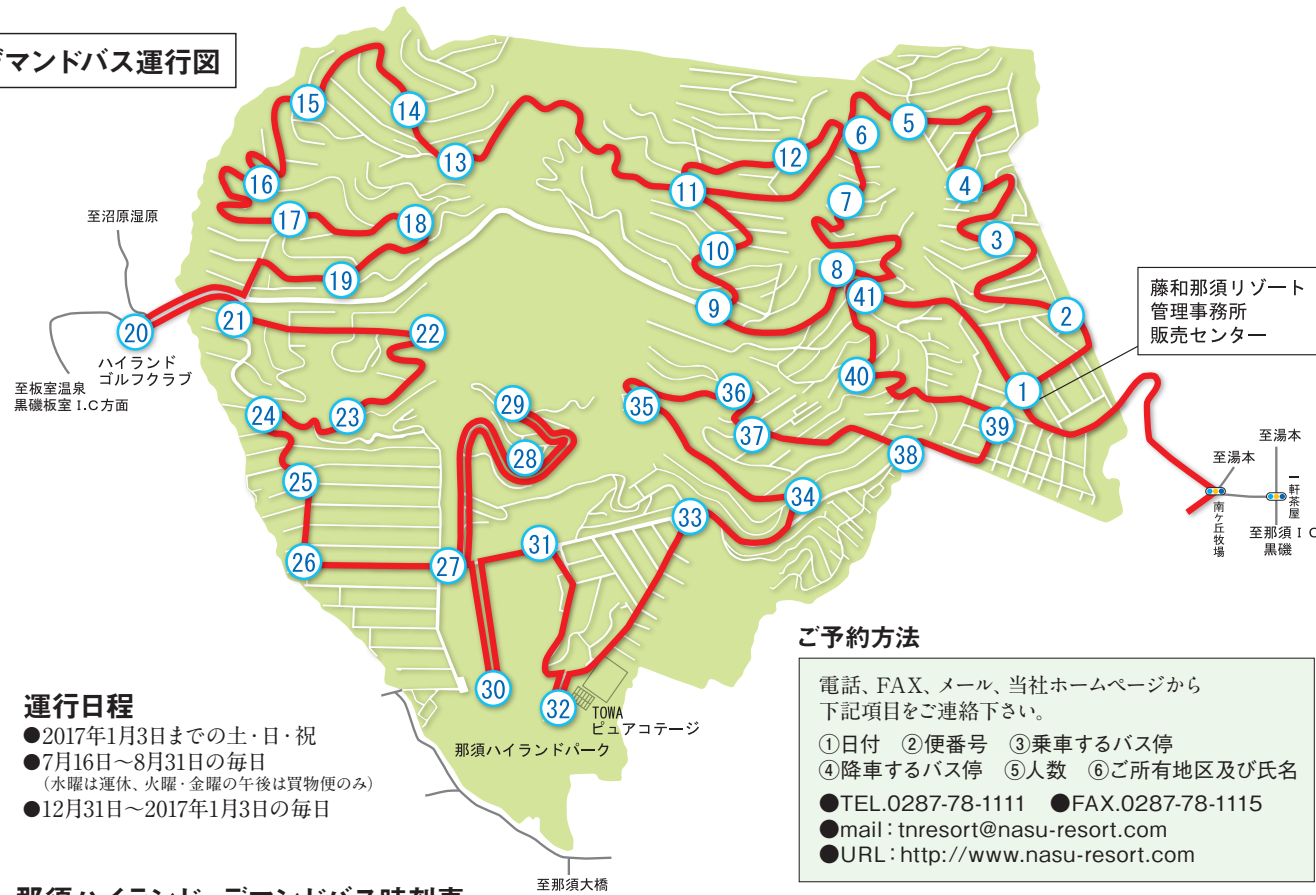 マンドバス運行図
15
14
13
16
17
18
19
至沼原湿原
20
21
ハイランド
ゴルフクラブ
至板室温泉
黒磯板室 I.C方面
22
23
24
25
26
27
28
29
30
31
32
33
34
35
36
37
38
39
40
41
1
2
3
4
5
6
7
8
9
10
11
12
藤和那須リゾート
管理事務所
販売センター
至湯本
至湯本
南ヶ丘牧場
一軒茶屋
至那須 I C
黒磯
TOWA
ピュアコテージ
那須ハイランドパーク
至那須大橋
運行日程
●2017年1月3日までの土・日・祝
●7月16日〜8月31日の毎日
(水曜は運休、火曜・金曜の午後は買物便のみ)
●12月31日〜2017年1月3日の毎日
ご予約方法
電話、FAX、メール、当社ホームページから
下記項目をご連絡下さい。
①日付 ②便番号 ③乗車するバス停
④降車するバス停 ⑤人数 ⑥ご所有地区及び氏名
●TEL.0287-78-1111 ●FAX.0287-78-1115
●mail：tnresort@nasu-resort.com
●URL：http://www.nasu-resort.com